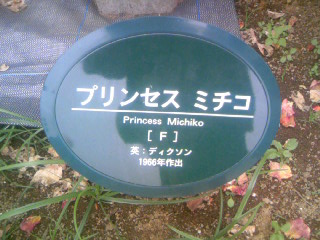 プリンセス ミチコ
Princess Michiko
[ F ]
英：ディクソン
1966年作出